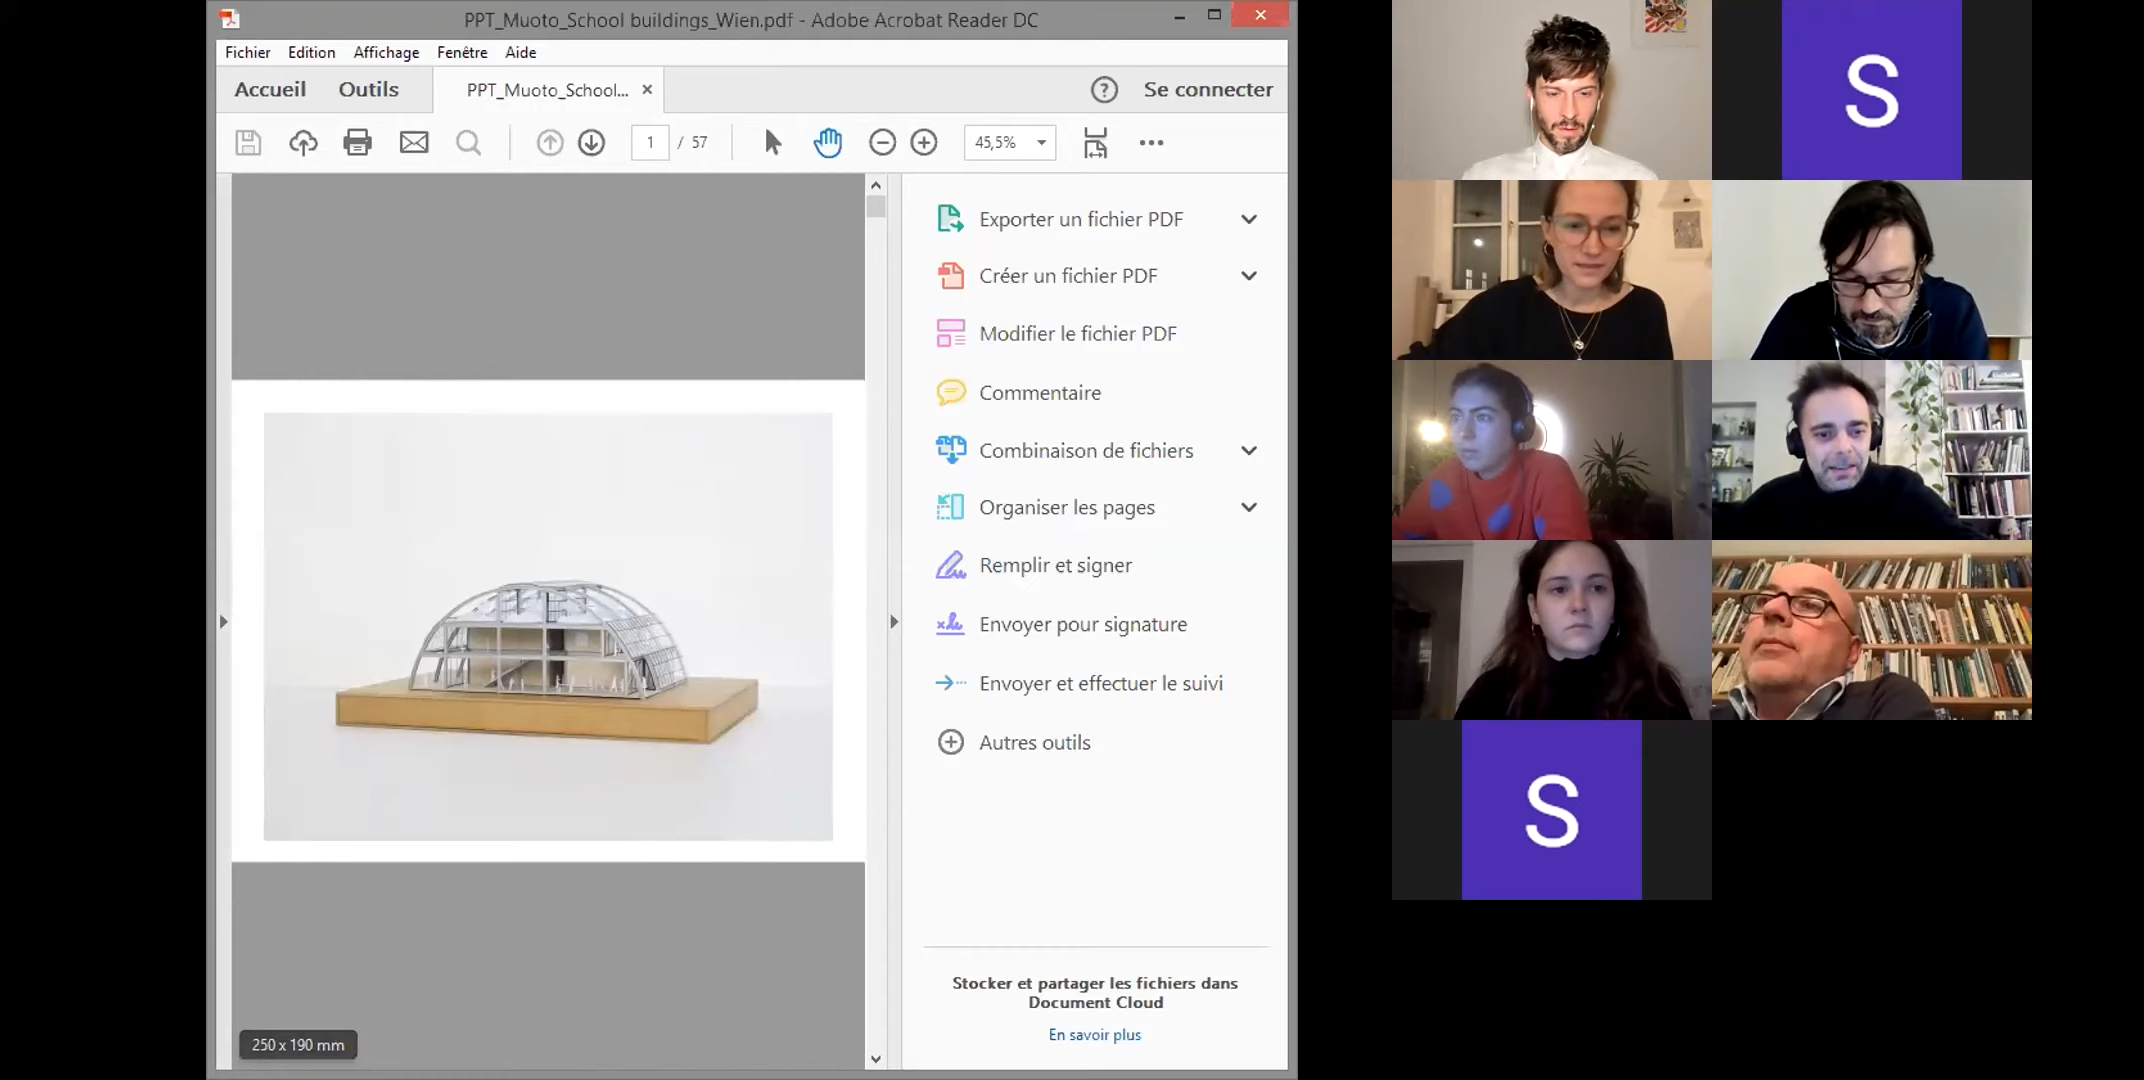 PPT_Muoto_School buildings_Wien.pdf - Adobe Acrobat Reader DC
Fichier Edition Affichage Fenêtre Aide
Accueil Outils PPT_Muoto_School... Se connecter
1 / 57 45,5%
Exporter un fichier PDF
Créer un fichier PDF
Modifier le fichier PDF
Commentaire
Combinaison de fichiers
Organiser les pages
Remplir et signer
Envoyer pour signature
Envoyer et effectuer le suivi
Autres outils
Stocker et partager les fichiers dans
Document Cloud
En savoir plus
250 x 190 mm
S
S